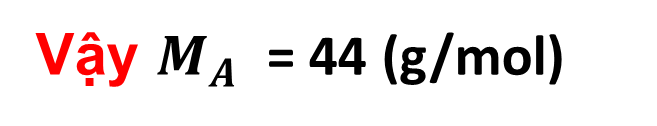 Vậy M_A = 44 (g/mol)